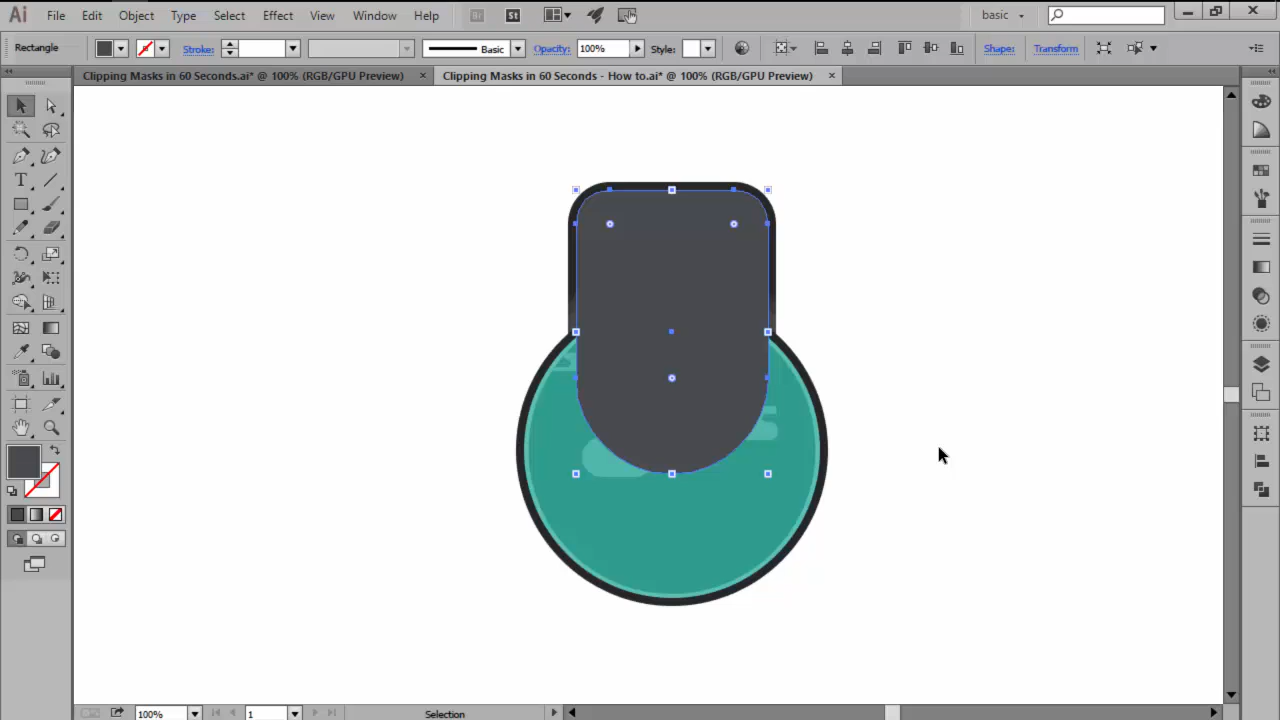 Ai File Edit Object Type Select Effect View Window Help Br St basic
Rectangle Stroke: Basic Opacity: 100% Style: Shape: Transform
Clipping Masks in 60 Seconds.ai* @ 100% (RGB/GPU Preview) × Clipping Masks in 60 Seconds - How to.ai* @ 100% (RGB/GPU Preview) ×
T
100% 1 Selection